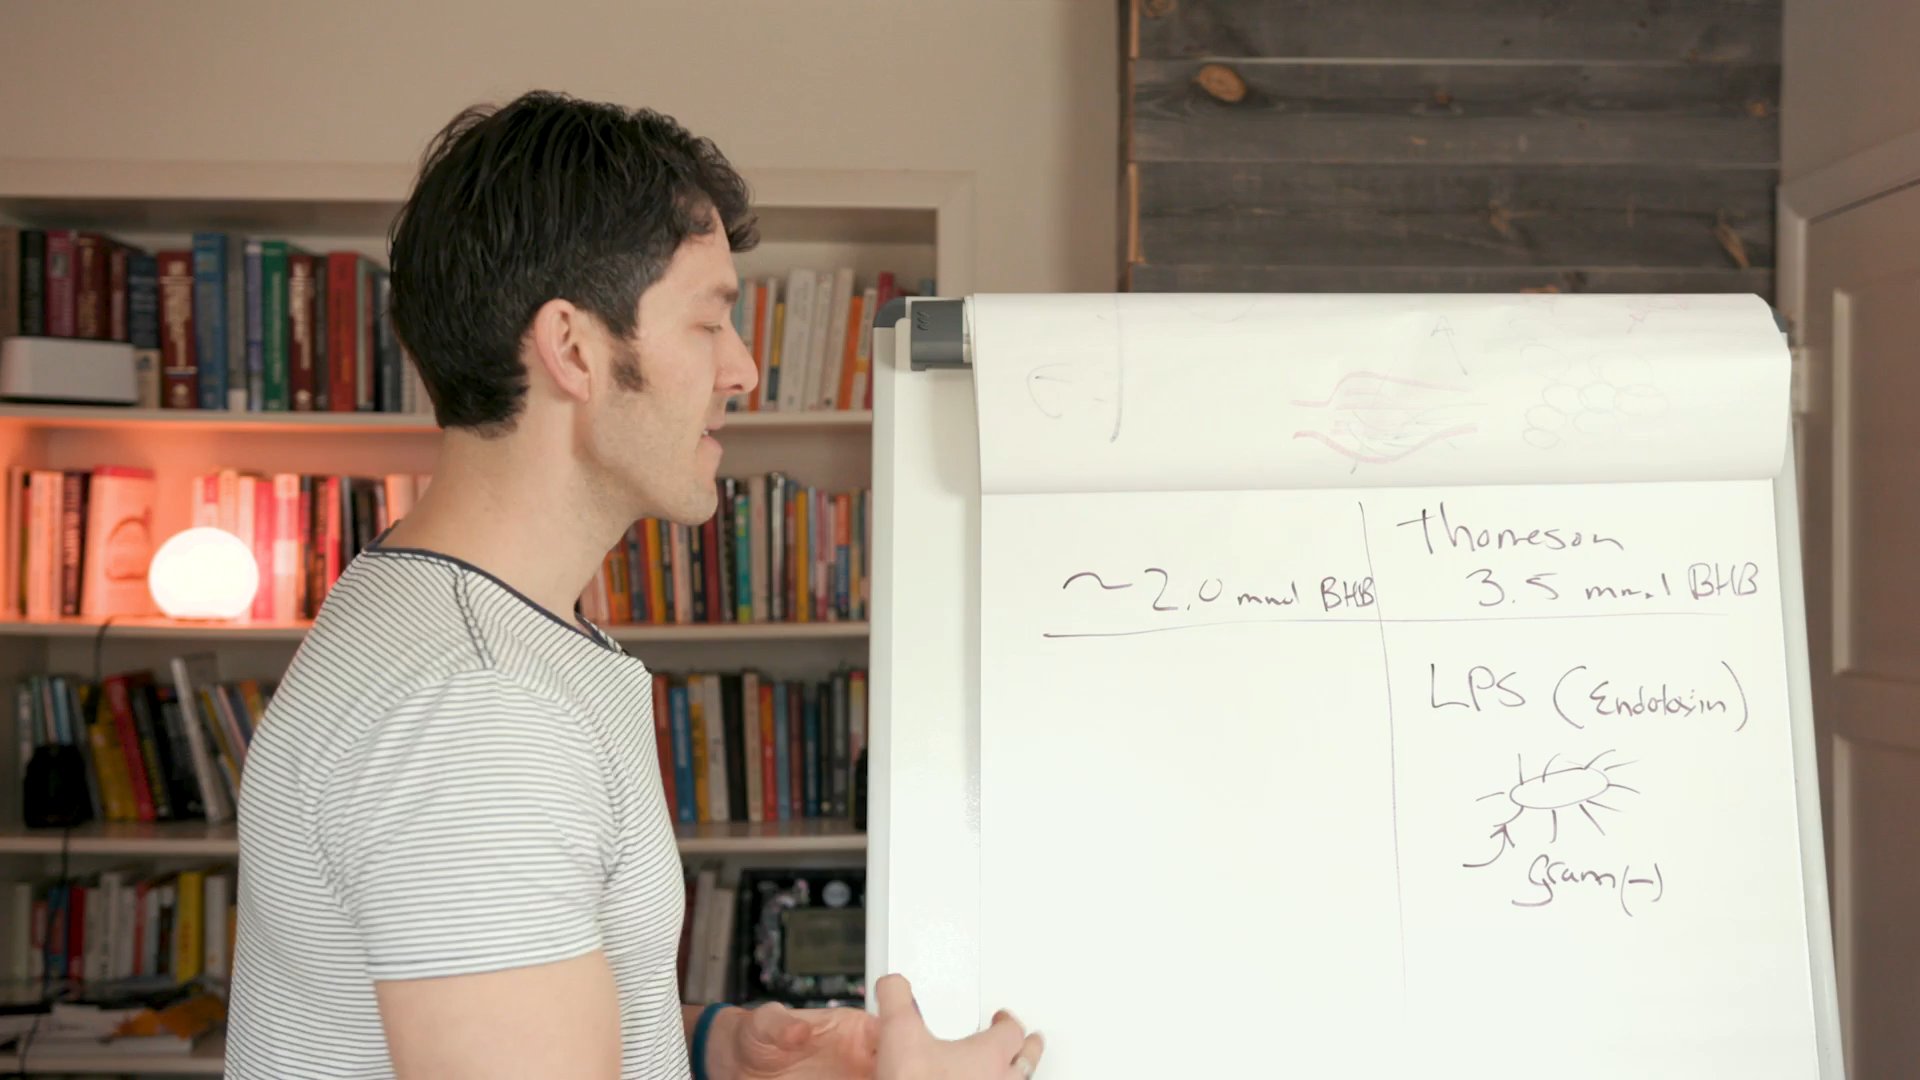 Thomeson
~2.0 mmol BHB
3.5 mmol BHB
LPS (Endotoxin)
gram(-)